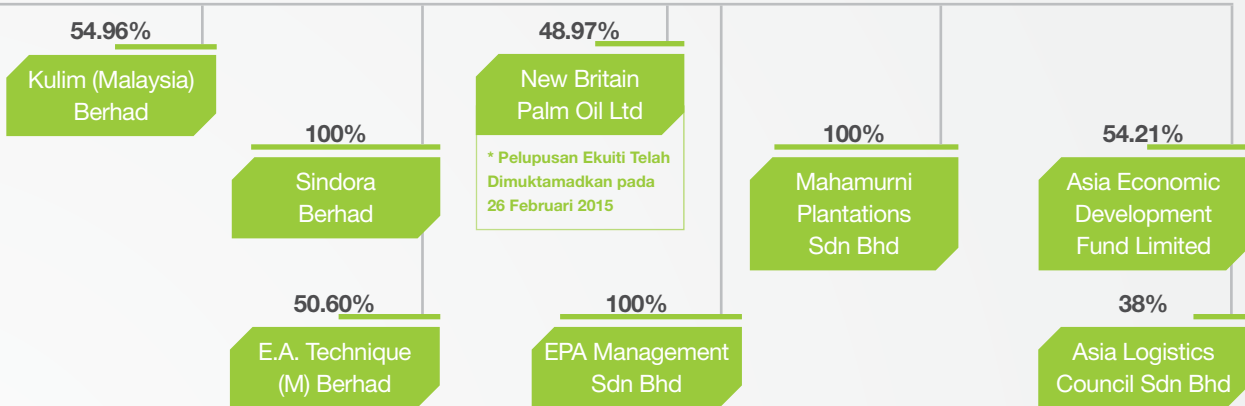 54.96%
Kulim (Malaysia)
Berhad
100%
Sindora
Berhad
50.60%
E.A. Technique
(M) Berhad
48.97%
New Britain
Palm Oil Ltd
* Pelupusan Ekuiti Telah
Dimuktamadkan pada
26 Februari 2015
100%
EPA Management
Sdn Bhd
100%
Mahamurni
Plantations
Sdn Bhd
54.21%
Asia Economic
Development
Fund Limited
38%
Asia Logistics
Council Sdn Bhd